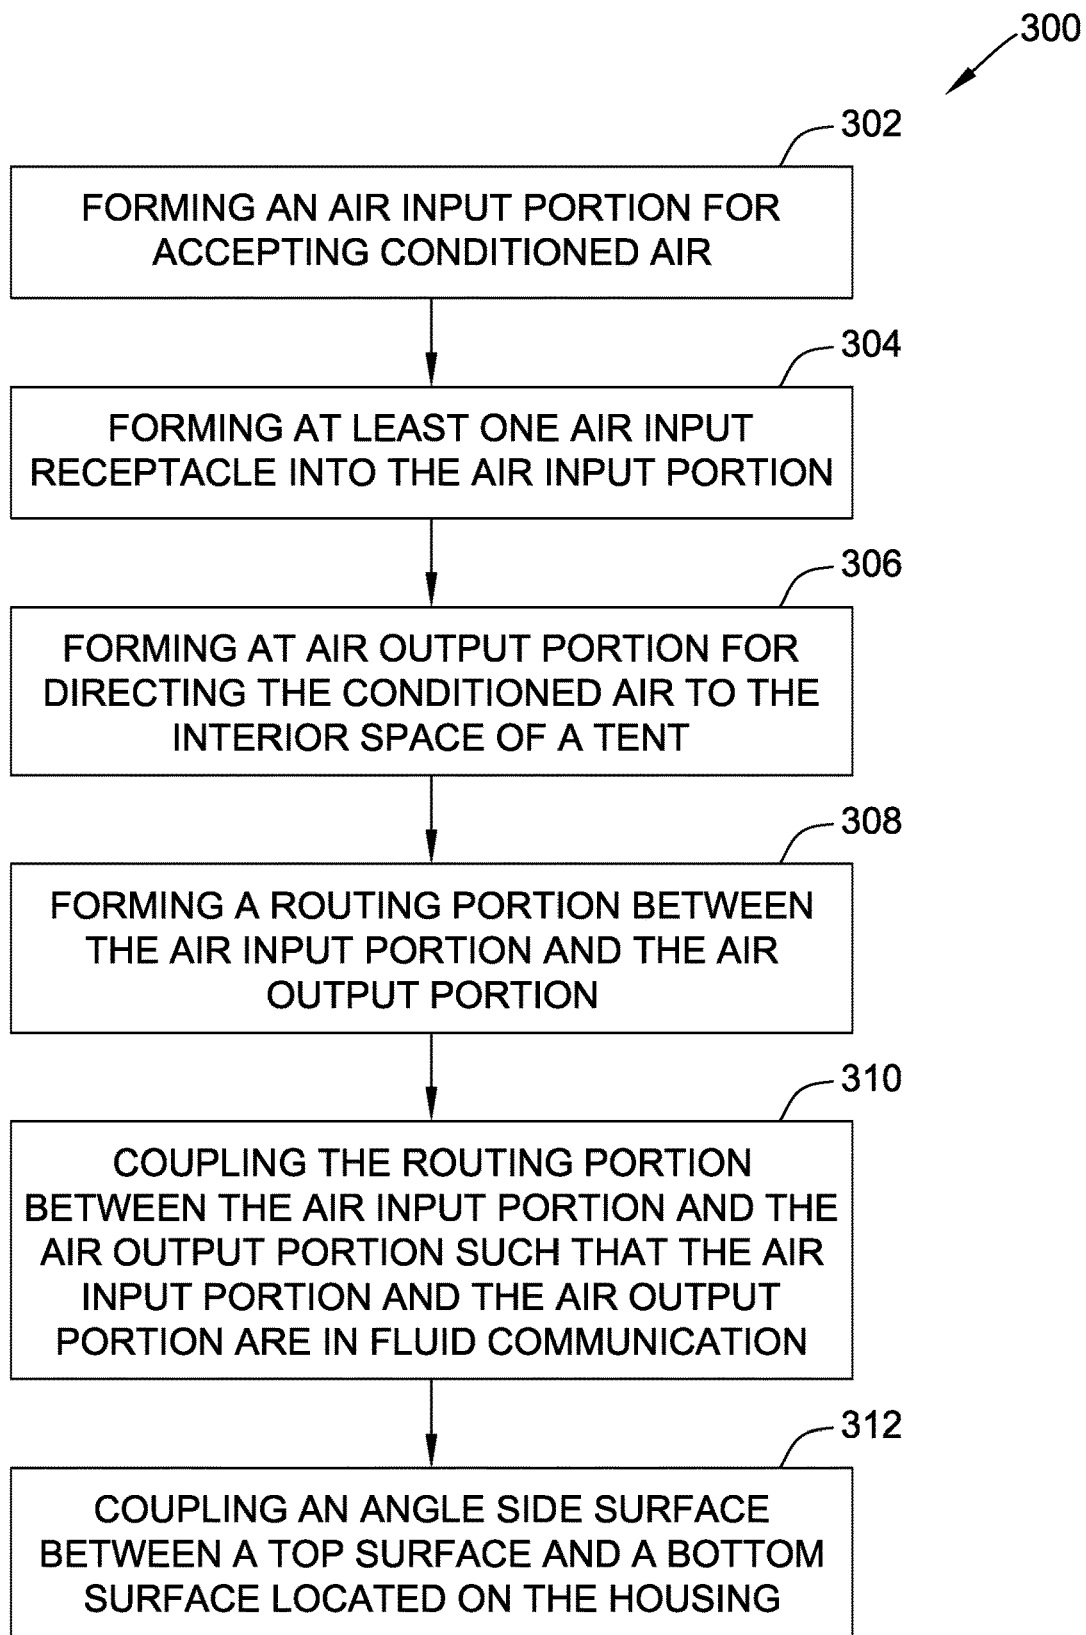 300
302
FORMING AN AIR INPUT PORTION FOR
ACCEPTING CONDITIONED AIR
304
FORMING AT LEAST ONE AIR INPUT
RECEPTACLE INTO THE AIR INPUT PORTION
306
FORMING AT AIR OUTPUT PORTION FOR
DIRECTING THE CONDITIONED AIR TO THE
INTERIOR SPACE OF A TENT
308
FORMING A ROUTING PORTION BETWEEN
THE AIR INPUT PORTION AND THE AIR
OUTPUT PORTION
310
COUPLING THE ROUTING PORTION
BETWEEN THE AIR INPUT PORTION AND THE
AIR OUTPUT PORTION SUCH THAT THE AIR
INPUT PORTION AND THE AIR OUTPUT
PORTION ARE IN FLUID COMMUNICATION
312
COUPLING AN ANGLE SIDE SURFACE
BETWEEN A TOP SURFACE AND A BOTTOM
SURFACE LOCATED ON THE HOUSING